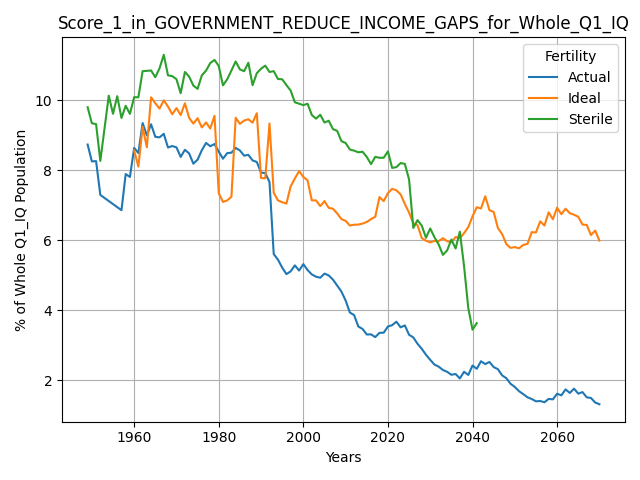 Score_1_in_GOVERNMENT_REDUCE_INCOME_GAPS_for_Whole_Q1_IQ
Fertility
Actual
Ideal
Sterile
% of Whole Q1_IQ Population
10
8
6
4
2
1960 1980 2000 2020 2040 2060
Years